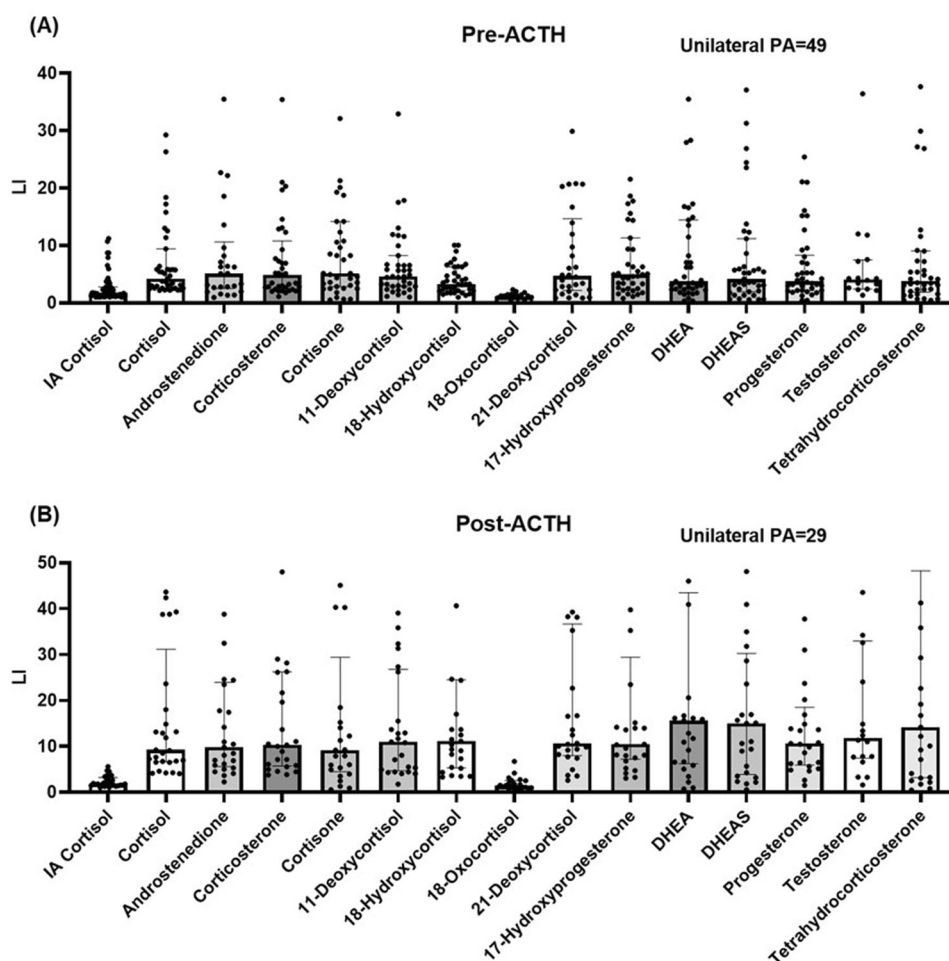 (A)
Pre-ACTH
Unilateral PA=49
40
30
20
10
0
LI
IA Cortisol
Cortisol
Androstenedione
Corticosterone
Cortisone
11-Deoxycortisol
18-Hydroxycortisol
18-Oxocortisol
21-Deoxycortisol
17-Hydroxyprogesterone
DHEA
DHEAS
Progesterone
Testosterone
Tetrahydrocorticosterone
(B)
Post-ACTH
Unilateral PA=29
50
40
30
20
10
0
LI
IA Cortisol
Cortisol
Androstenedione
Corticosterone
Cortisone
11-Deoxycortisol
18-Hydroxycortisol
18-Oxocortisol
21-Deoxycortisol
17-Hydroxyprogesterone
DHEA
DHEAS
Progesterone
Testosterone
Tetrahydrocorticosterone